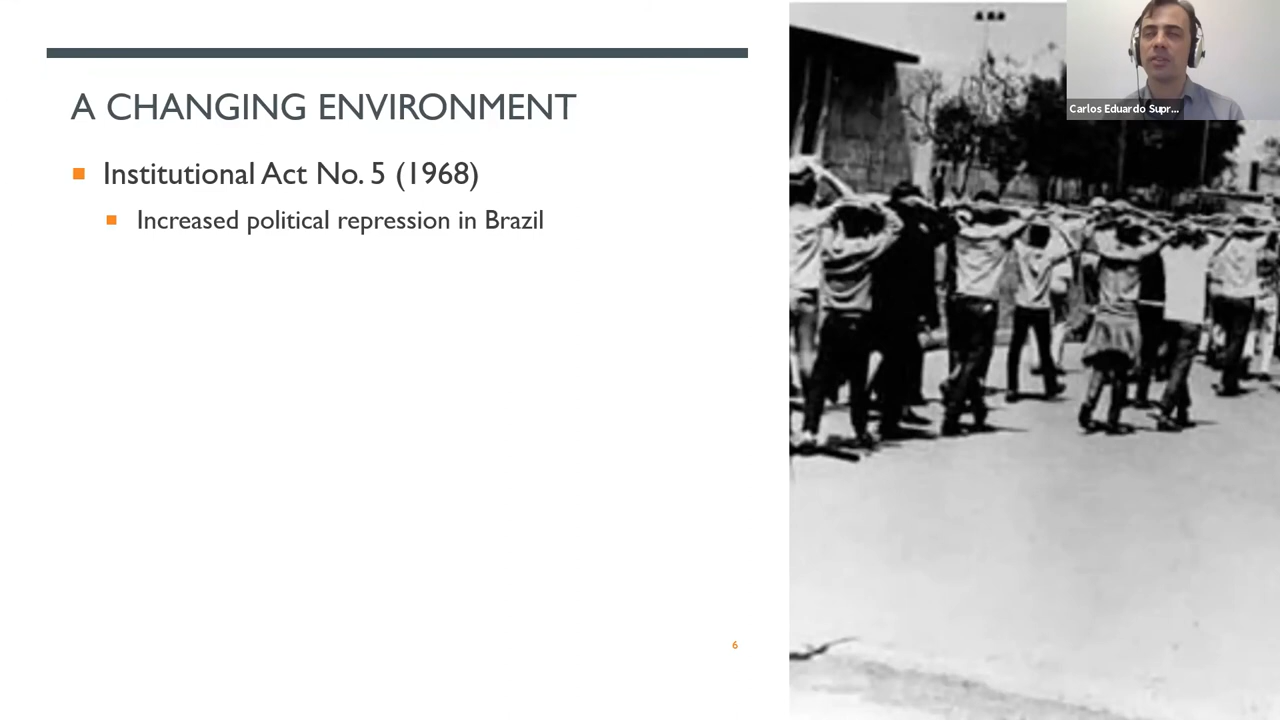 A CHANGING ENVIRONMENT
Institutional Act No. 5 (1968)
Increased political repression in Brazil
6
Carlos Eduardo Supr...